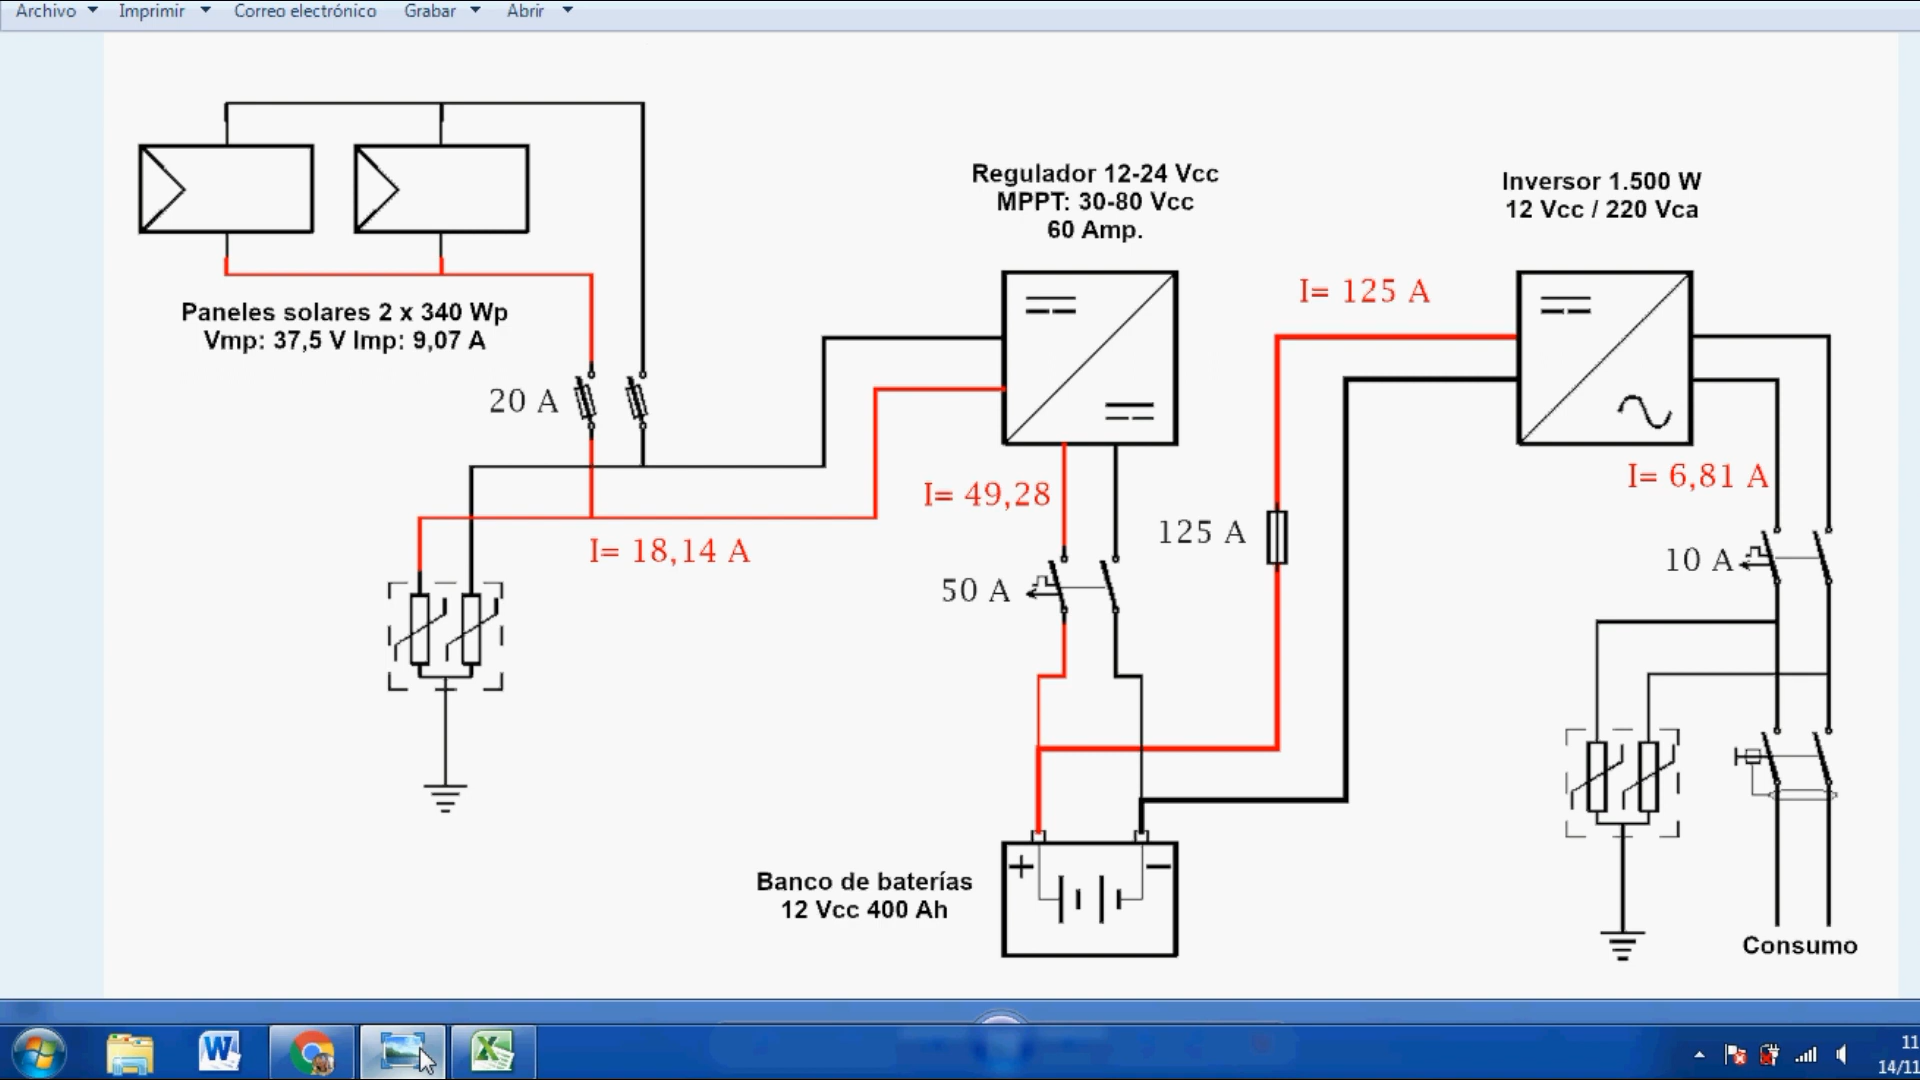 Archivo
Imprimir
Correo electrónico
Grabar
Abrir
Paneles solares 2 x 340 Wp
Vmp: 37,5 V Imp: 9,07 A
20 A
I= 18,14 A
Regulador 12-24 Vcc
MPPT: 30-80 Vcc
60 Amp.
I= 49,28
50 A
125 A
I= 125 A
Inversor 1.500 W
12 Vcc / 220 Vca
I= 6,81 A
10 A
Banco de baterías
12 Vcc 400 Ah
+
−
Consumo
W
X
11
14/11